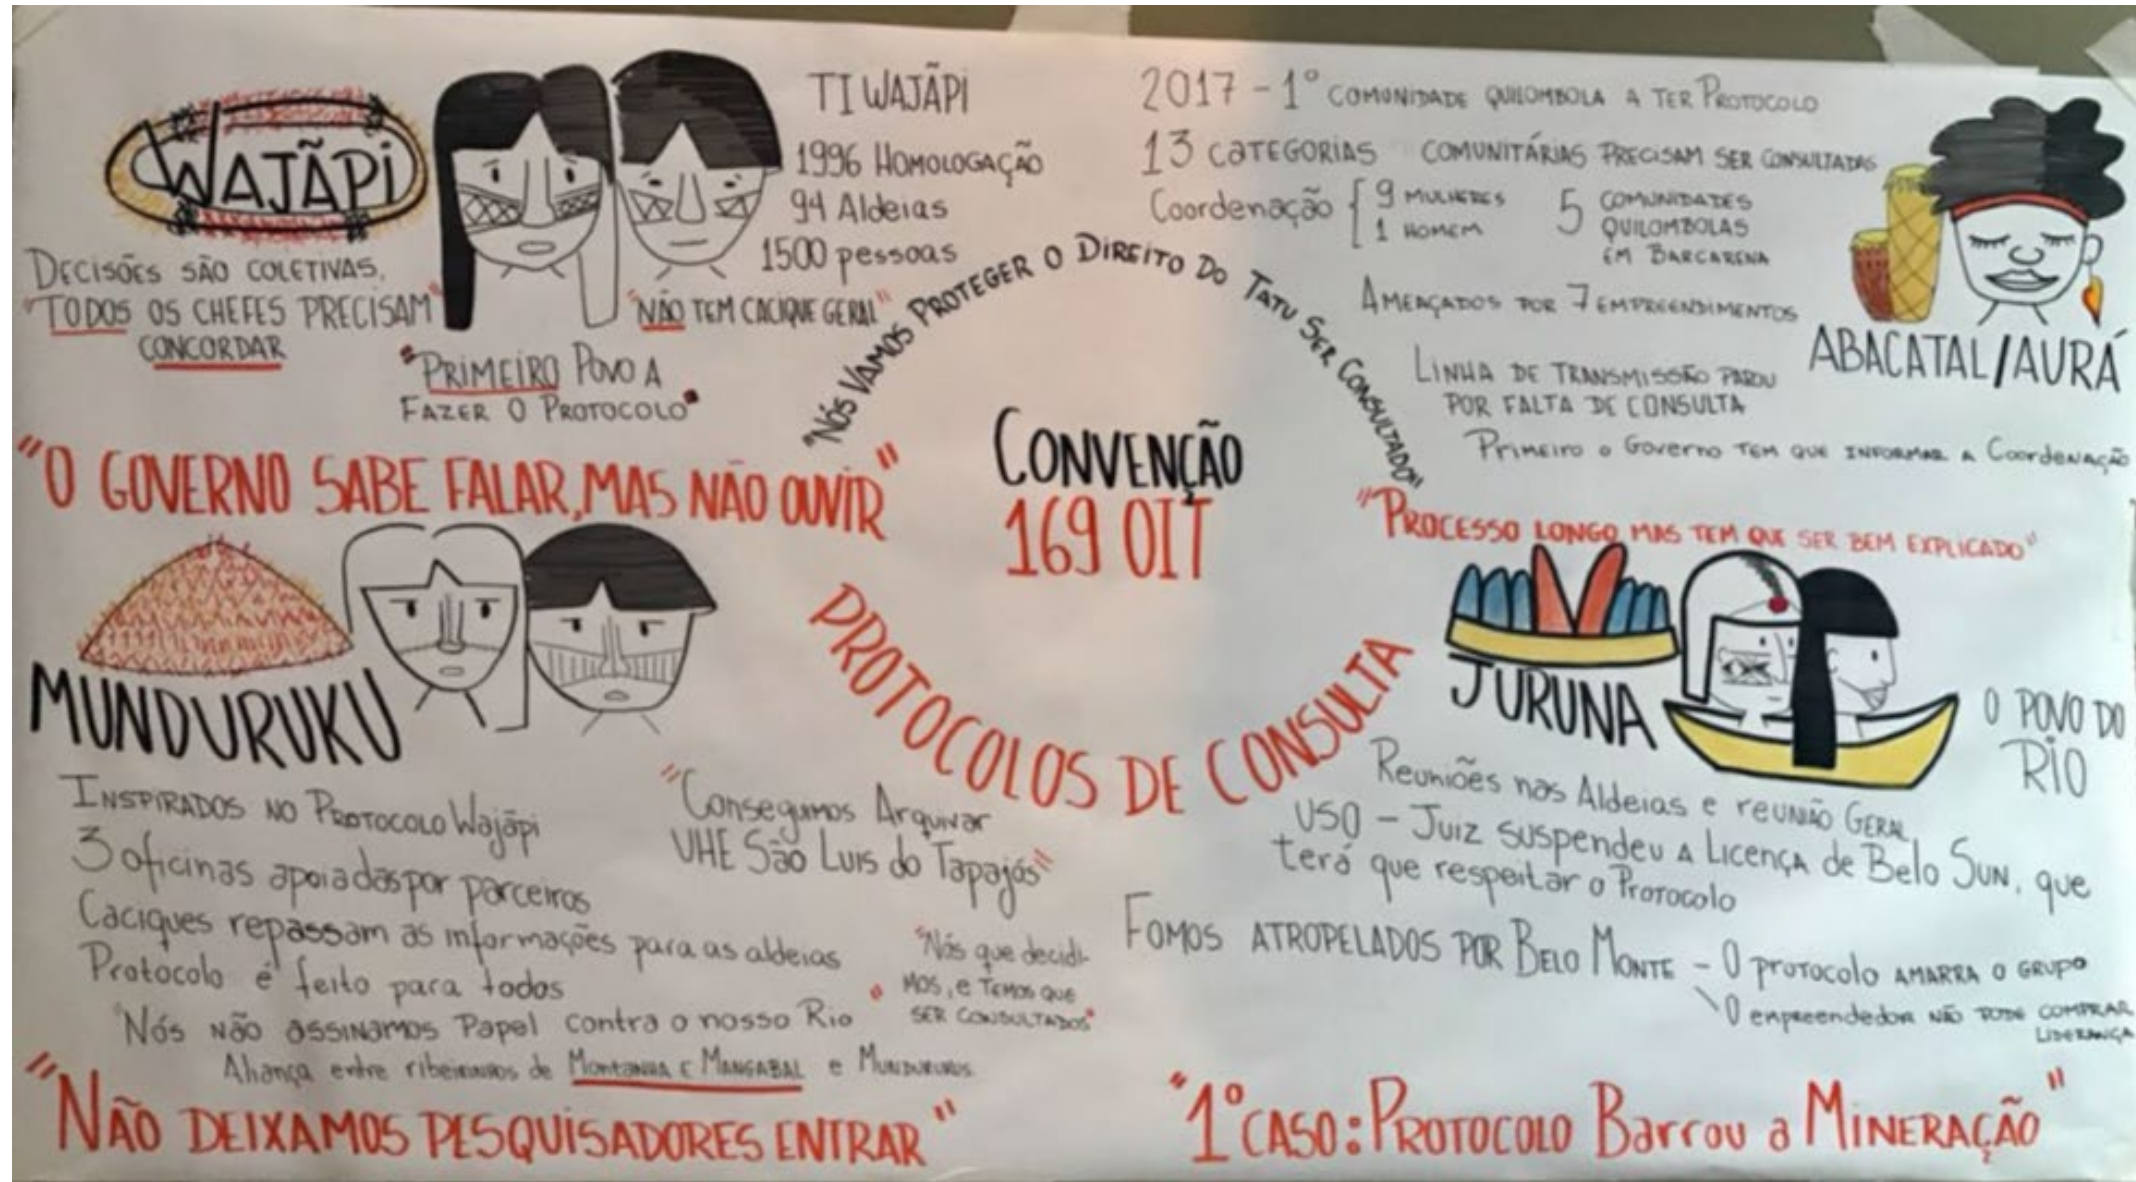 WAJÃPI
DECISÕES SÃO COLETIVAS.
"TODOS OS CHEFES PRECISAM"
CONCORDAR
TI WAJÃPI
1996 HOMOLOGAÇÃO
94 Aldeias
1500 pessoas
"NÃO TEM CACIQUE GERAL"
"PRIMEIRO POVO A
FAZER O PROTOCOLO"
"O GOVERNO SABE FALAR, MAS NÃO OUVIR"
2017 - 1º COMUNIDADE QUILOMBOLA A TER PROTOCOLO
13 CATEGORIAS COMUNITÁRIAS PRECISAM SER CONSULTADAS
Coordenação { 9 MULHERES
1 HOMEM
5 COMUNIDADES
QUILOMBOLAS
EM BARCARENA
AMEAÇADOS POR 7 EMPREENDIMENTOS
ABACATAL/AURÁ
LINHA DE TRANSMISSÃO PAROU
POR FALTA DE CONSULTA
PRIMEIRO o GOVERNO TEM QUE INFORMAR A COORDENAÇÃO
"PROCESSO LONGO MAS TEM QUE SER BEM EXPLICADO"
"NÓS VAMOS PROTEGER O DIREITO DO TATU SER CONSULTADO"
CONVENÇÃO
169 OIT
PROTOCOLOS DE CONSULTA
MUNDURUKU
INSPIRADOS NO PROTOCOLO Wajãpi
3 oficinas apoiadas por parceiros
Caciques repassam as informações para as aldeias
Protocolo é feito para todos
"Nós NÃO assinamos Papel contra o nosso Rio"
Aliança entre ribeirinhos de MONTANHA E MANGABAL e MUNDURUKUS
"Conseguimos Arquivar
UHE São Luis do Tapajós"
"Nós que decidi-
MOS, e TEMOS QUE
SER CONSULTADOS"
"NÃO DEIXAMOS PESQUISADORES ENTRAR"
JURUNA
O POVO DO
RIO
Reuniões nas Aldeias e reunião GERAL
USO - Juiz suspendeu a Licença de Belo Sun, que
terá que respeitar o Protocolo
FOMOS ATROPELADOS POR BELO MONTE - O protocolo AMARRA O GRUPO
\ O empreendedor NÃO PODE COMPRAR
LIDERANÇA
"1º CASO: PROTOCOLO Barrou a MINERAÇÃO"